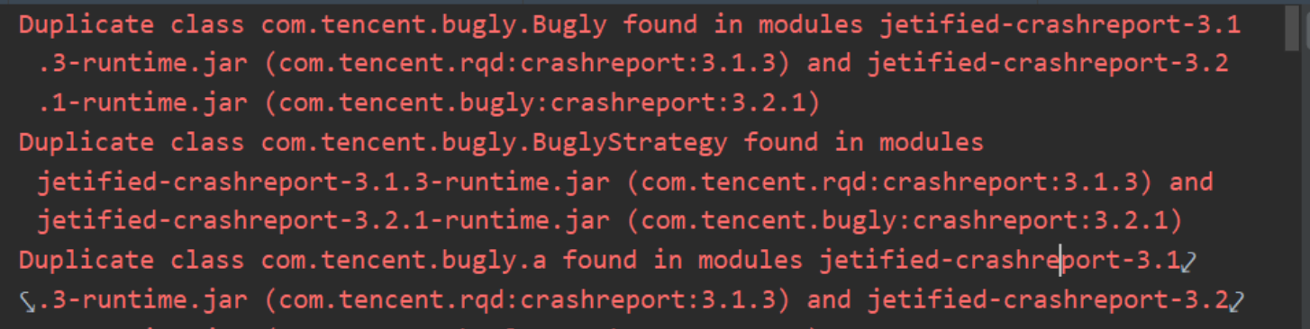 Duplicate class com.tencent.bugly.Bugly found in modules jetified-crashreport-3.1
.3-runtime.jar (com.tencent.rqd:crashreport:3.1.3) and jetified-crashreport-3.2
.1-runtime.jar (com.tencent.bugly:crashreport:3.2.1)
Duplicate class com.tencent.bugly.BuglyStrategy found in modules
jetified-crashreport-3.1.3-runtime.jar (com.tencent.rqd:crashreport:3.1.3) and
jetified-crashreport-3.2.1-runtime.jar (com.tencent.bugly:crashreport:3.2.1)
Duplicate class com.tencent.bugly.a found in modules jetified-crashreport-3.1
.3-runtime.jar (com.tencent.rqd:crashreport:3.1.3) and jetified-crashreport-3.2